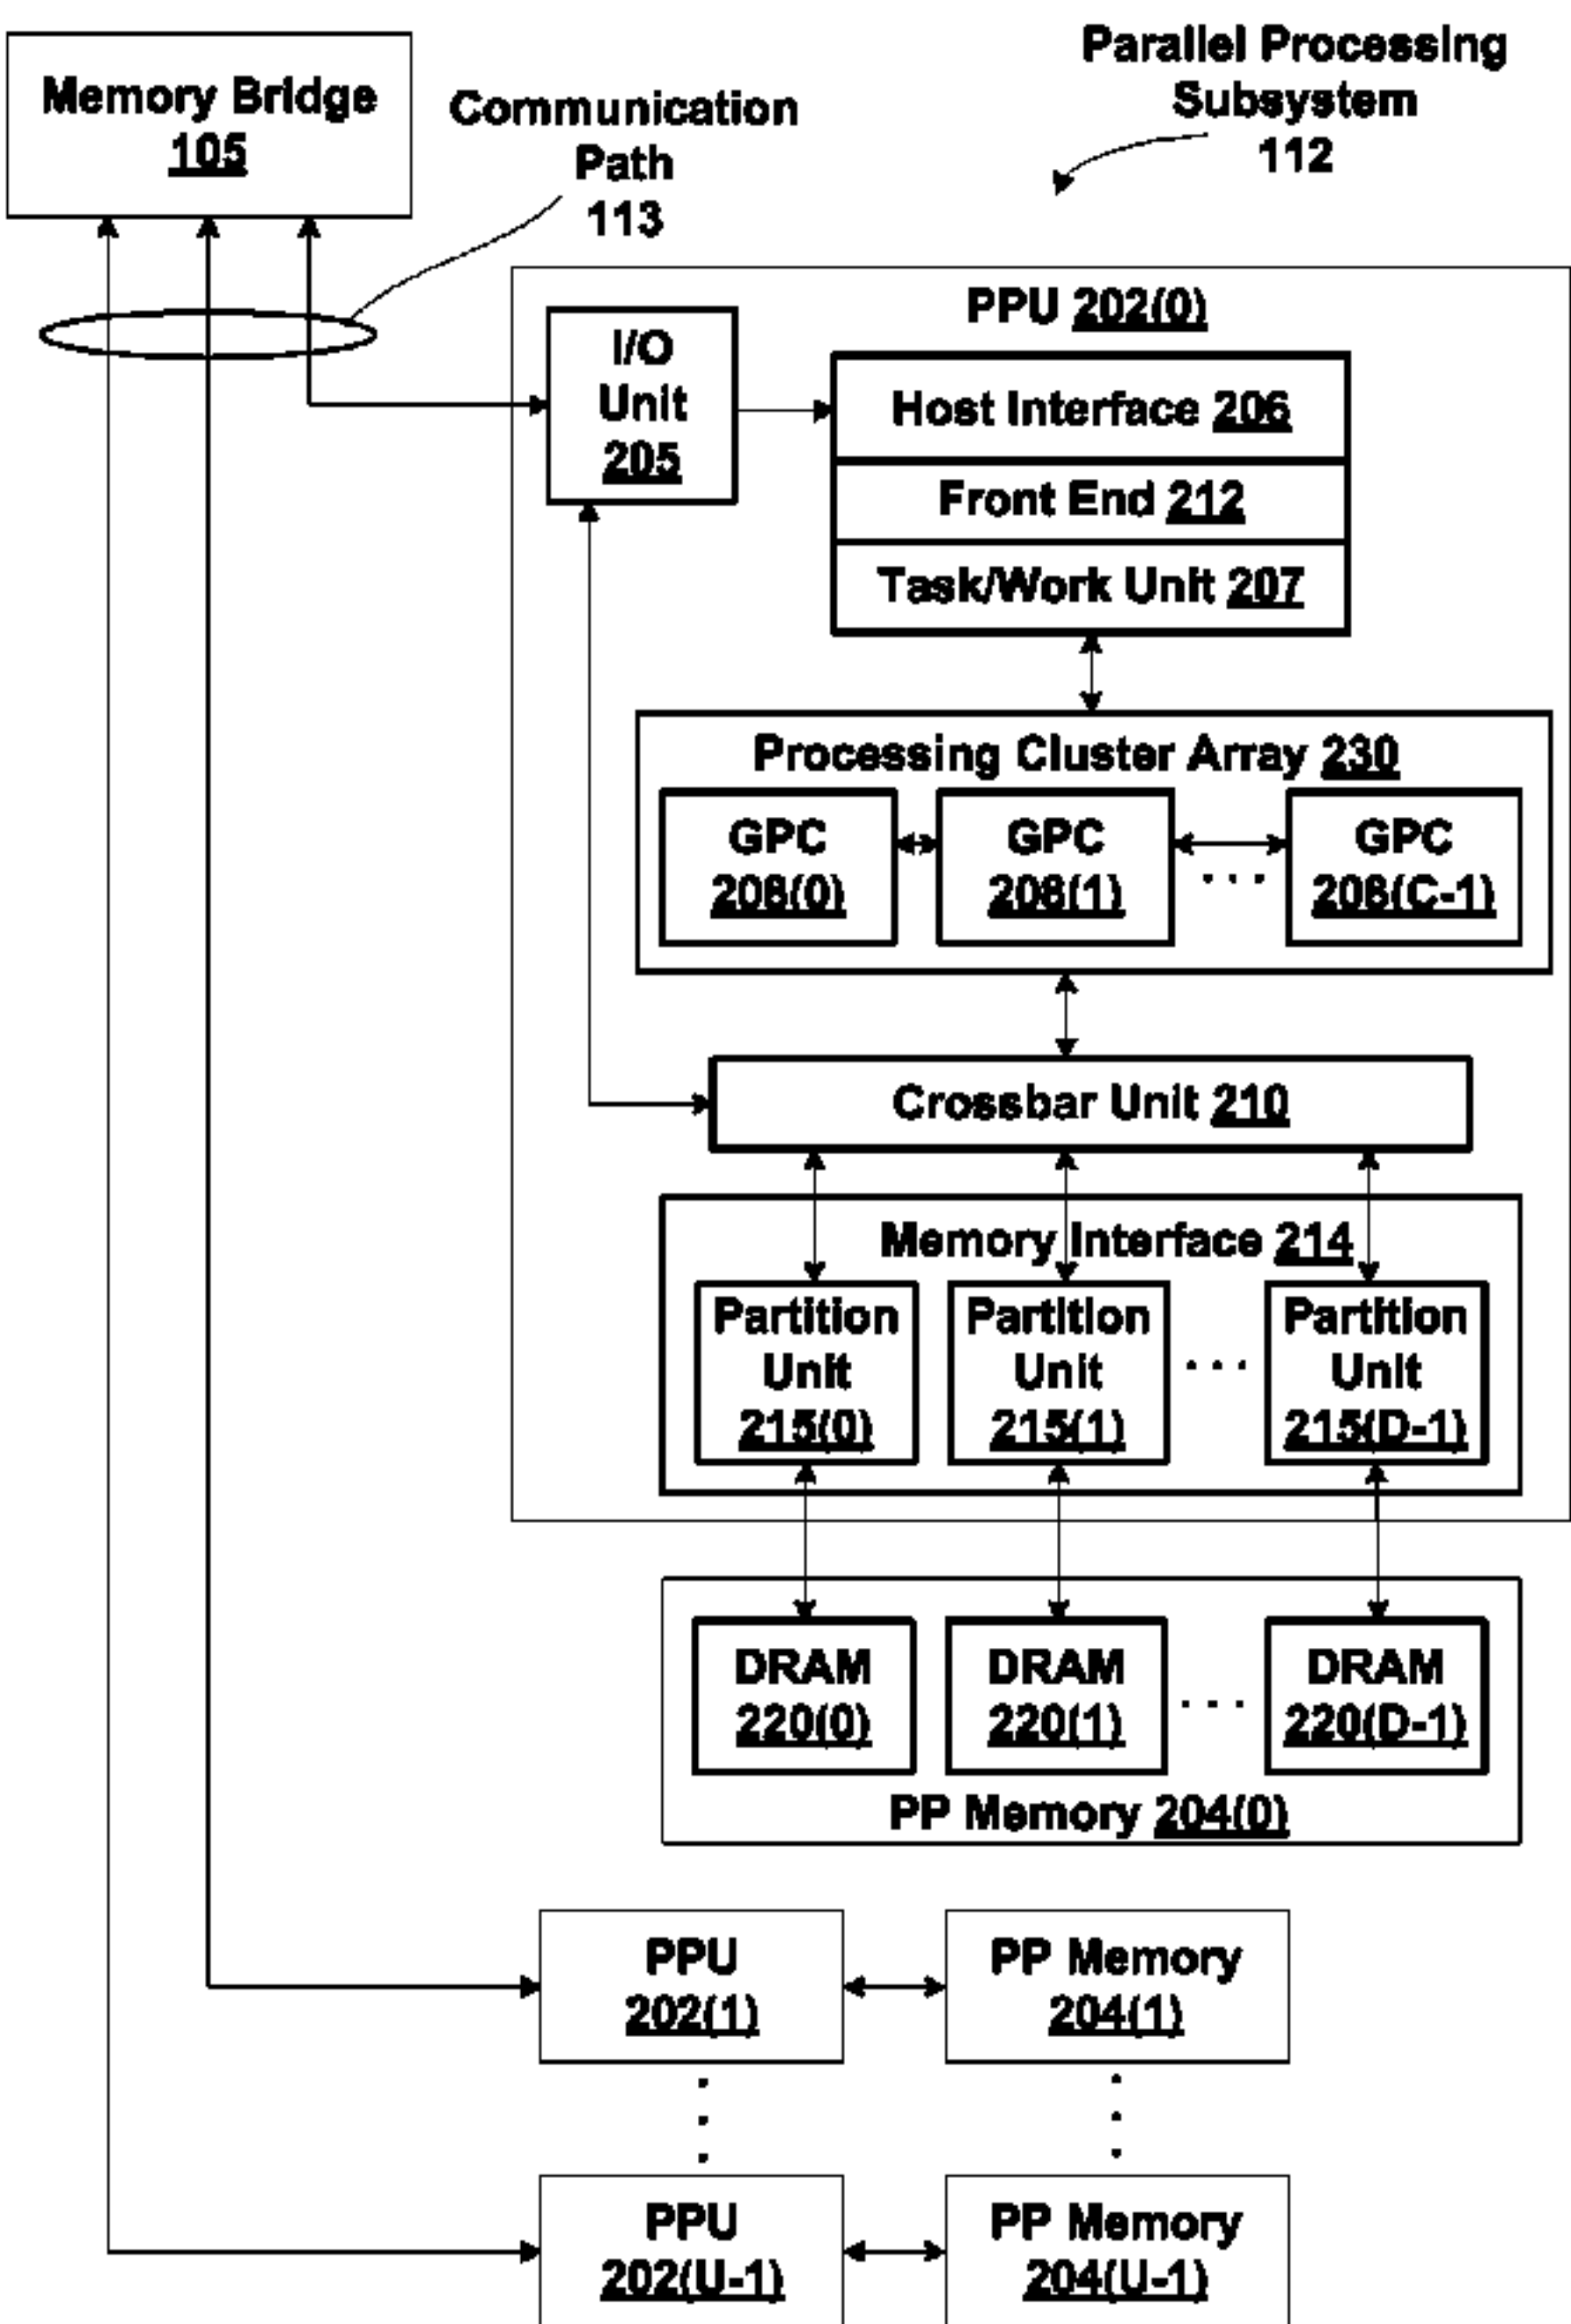 Memory Bridge
105
Communication
Path
113
Parallel Processing
Subsystem
112
PPU 202(0)
I/O
Unit
205
Host Interface 206
Front End 212
Task/Work Unit 207
Processing Cluster Array 230
GPC
208(0)
GPC
208(1)
. . .
GPC
208(C-1)
Crossbar Unit 210
Memory Interface 214
Partition
Unit
215(0)
Partition
Unit
215(1)
. . .
Partition
Unit
215(D-1)
DRAM
220(0)
DRAM
220(1)
. . .
DRAM
220(D-1)
PP Memory 204(0)
PPU
202(1)
PP Memory
204(1)
PPU
202(U-1)
PP Memory
204(U-1)